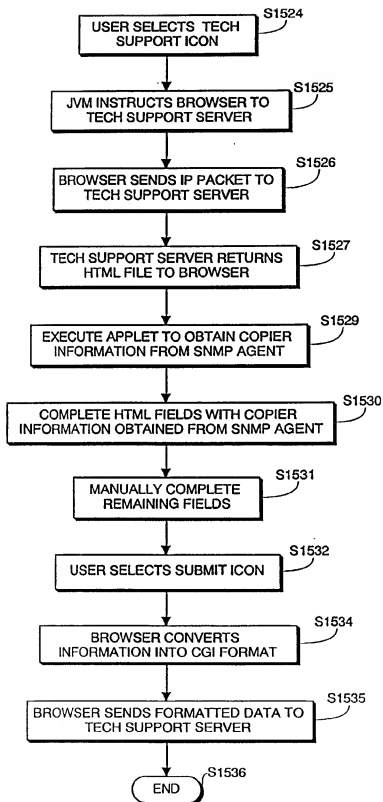 S1524
USER SELECTS TECH
SUPPORT ICON
S1525
JVM INSTRUCTS BROWSER TO
TECH SUPPORT SERVER
S1526
BROWSER SENDS IP PACKET TO
TECH SUPPORT SERVER
S1527
TECH SUPPORT SERVER RETURNS
HTML FILE TO BROWSER
S1529
EXECUTE APPLET TO OBTAIN COPIER
INFORMATION FROM SNMP AGENT
S1530
COMPLETE HTML FIELDS WITH COPIER
INFORMATION OBTAINED FROM SNMP AGENT
S1531
MANUALLY COMPLETE
REMAINING FIELDS
S1532
USER SELECTS SUBMIT ICON
S1534
BROWSER CONVERTS
INFORMATION INTO CGI FORMAT
S1535
BROWSER SENDS FORMATTED DATA TO
TECH SUPPORT SERVER
S1536
END